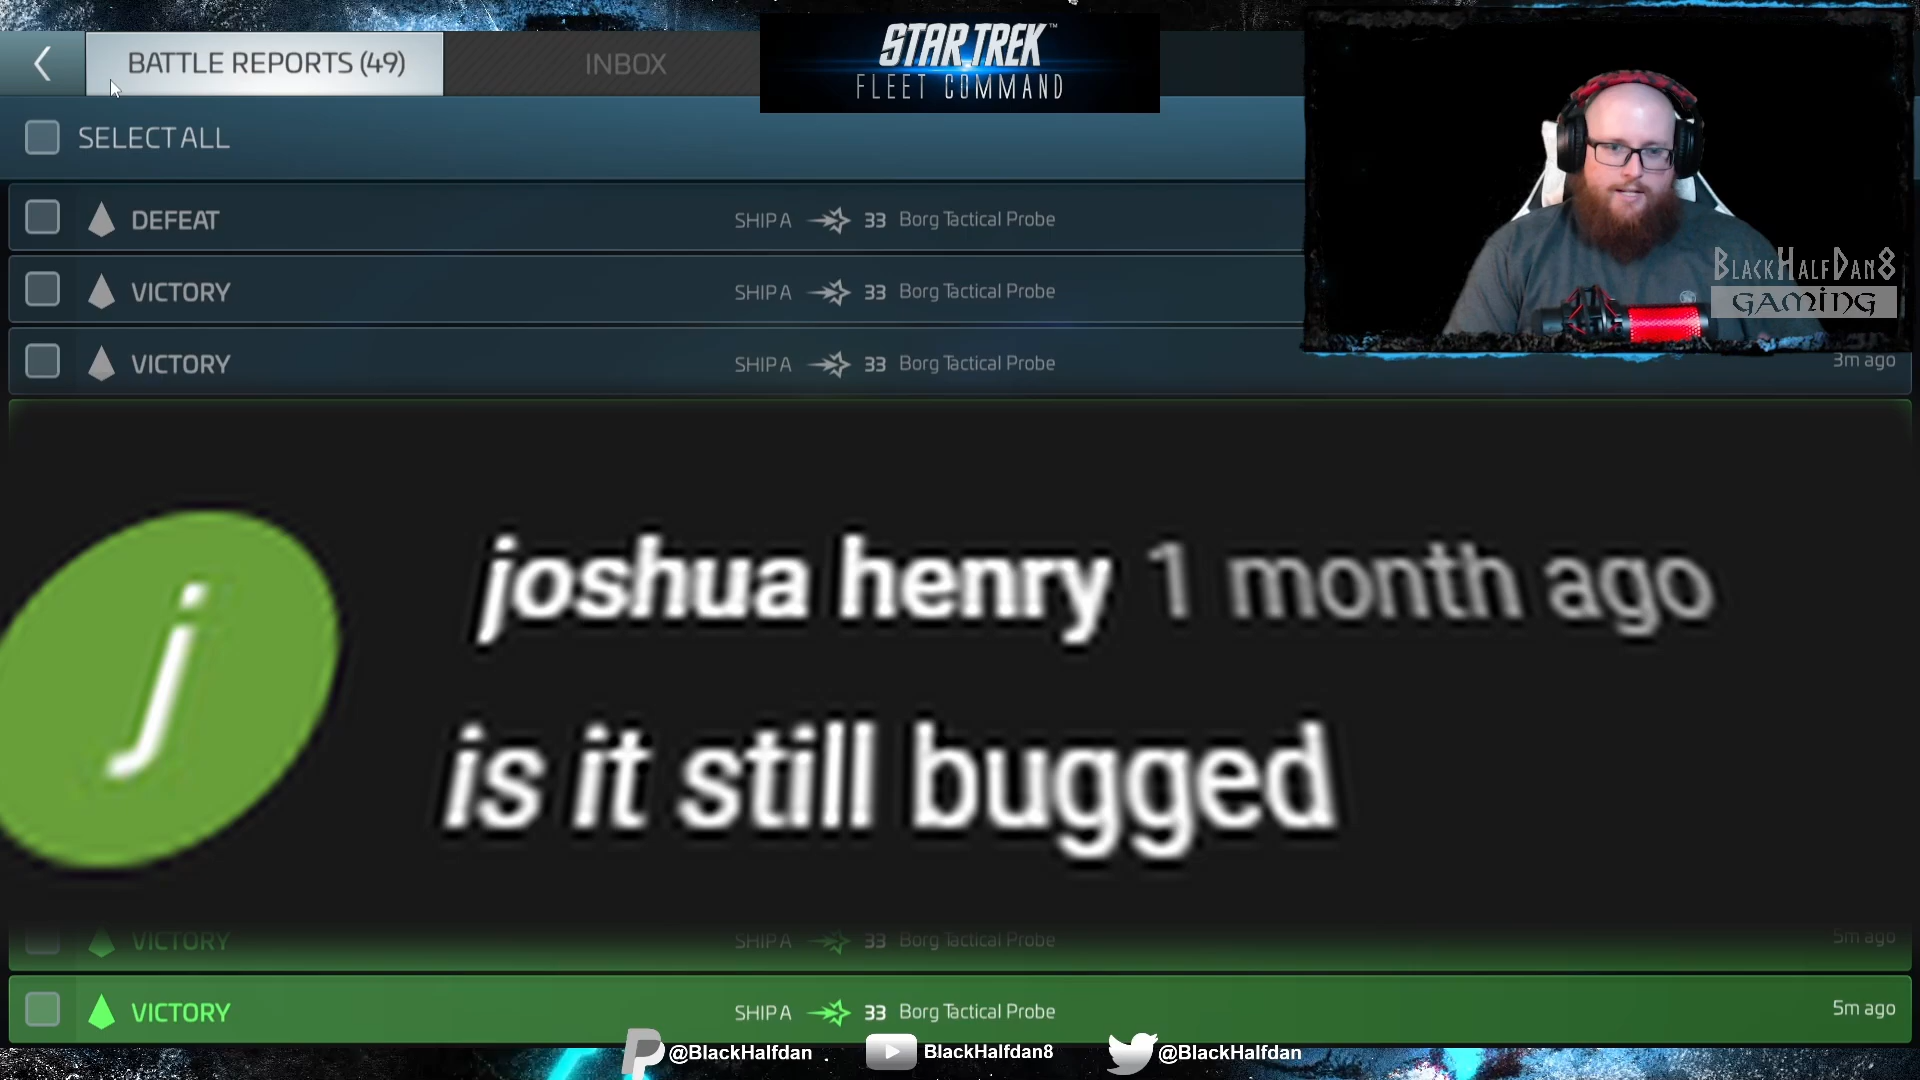 BATTLE REPORTS (49)
INBOX
STAR TREK™
FLEET COMMAND
SELECT ALL
DEFEAT SHIP A 33 Borg Tactical Probe
VICTORY SHIP A 33 Borg Tactical Probe
VICTORY SHIP A 33 Borg Tactical Probe 3m ago
BLACKHALFDAN8
GAMING
j
joshua henry 1 month ago
is it still bugged
VICTORY SHIP A 33 Borg Tactical Probe 5m ago
VICTORY SHIP A 33 Borg Tactical Probe 5m ago
@BlackHalfdan BlackHalfdan8 @BlackHalfdan